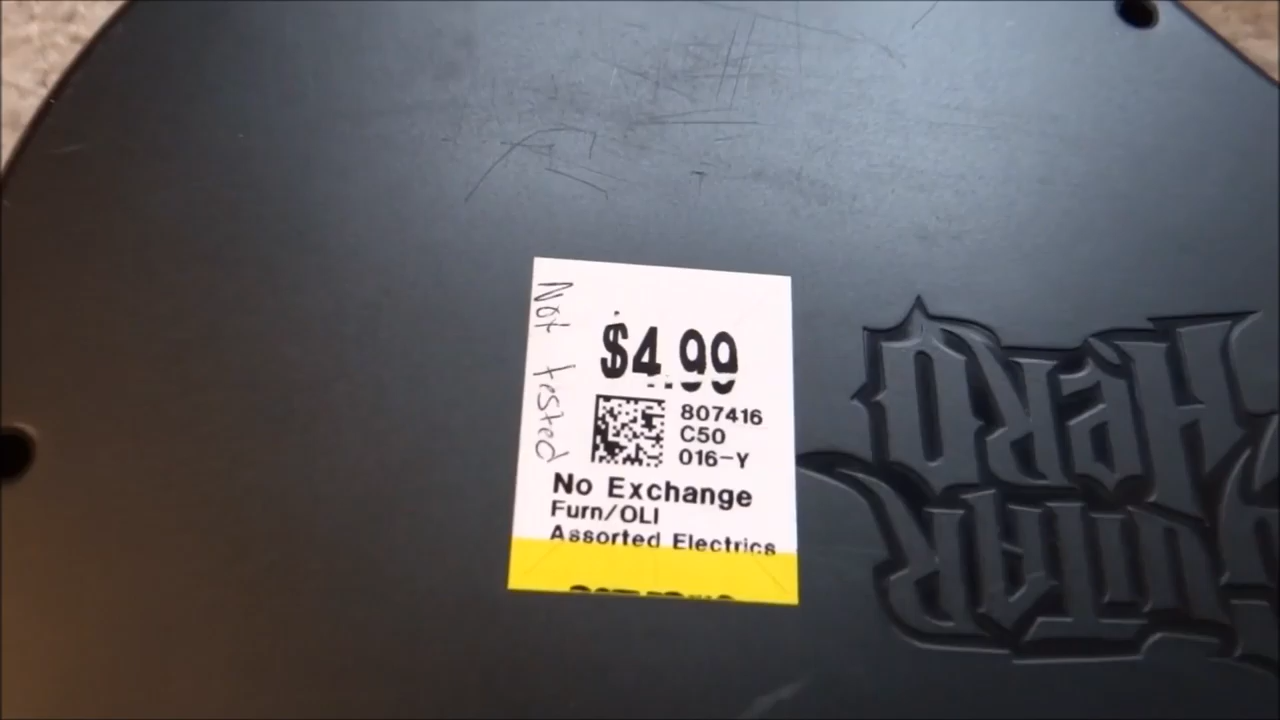 Not tested
$4.99
807416
C50
016-Y
No Exchange
Furn/OLI
Assorted Electrics
GUITAR
HERO